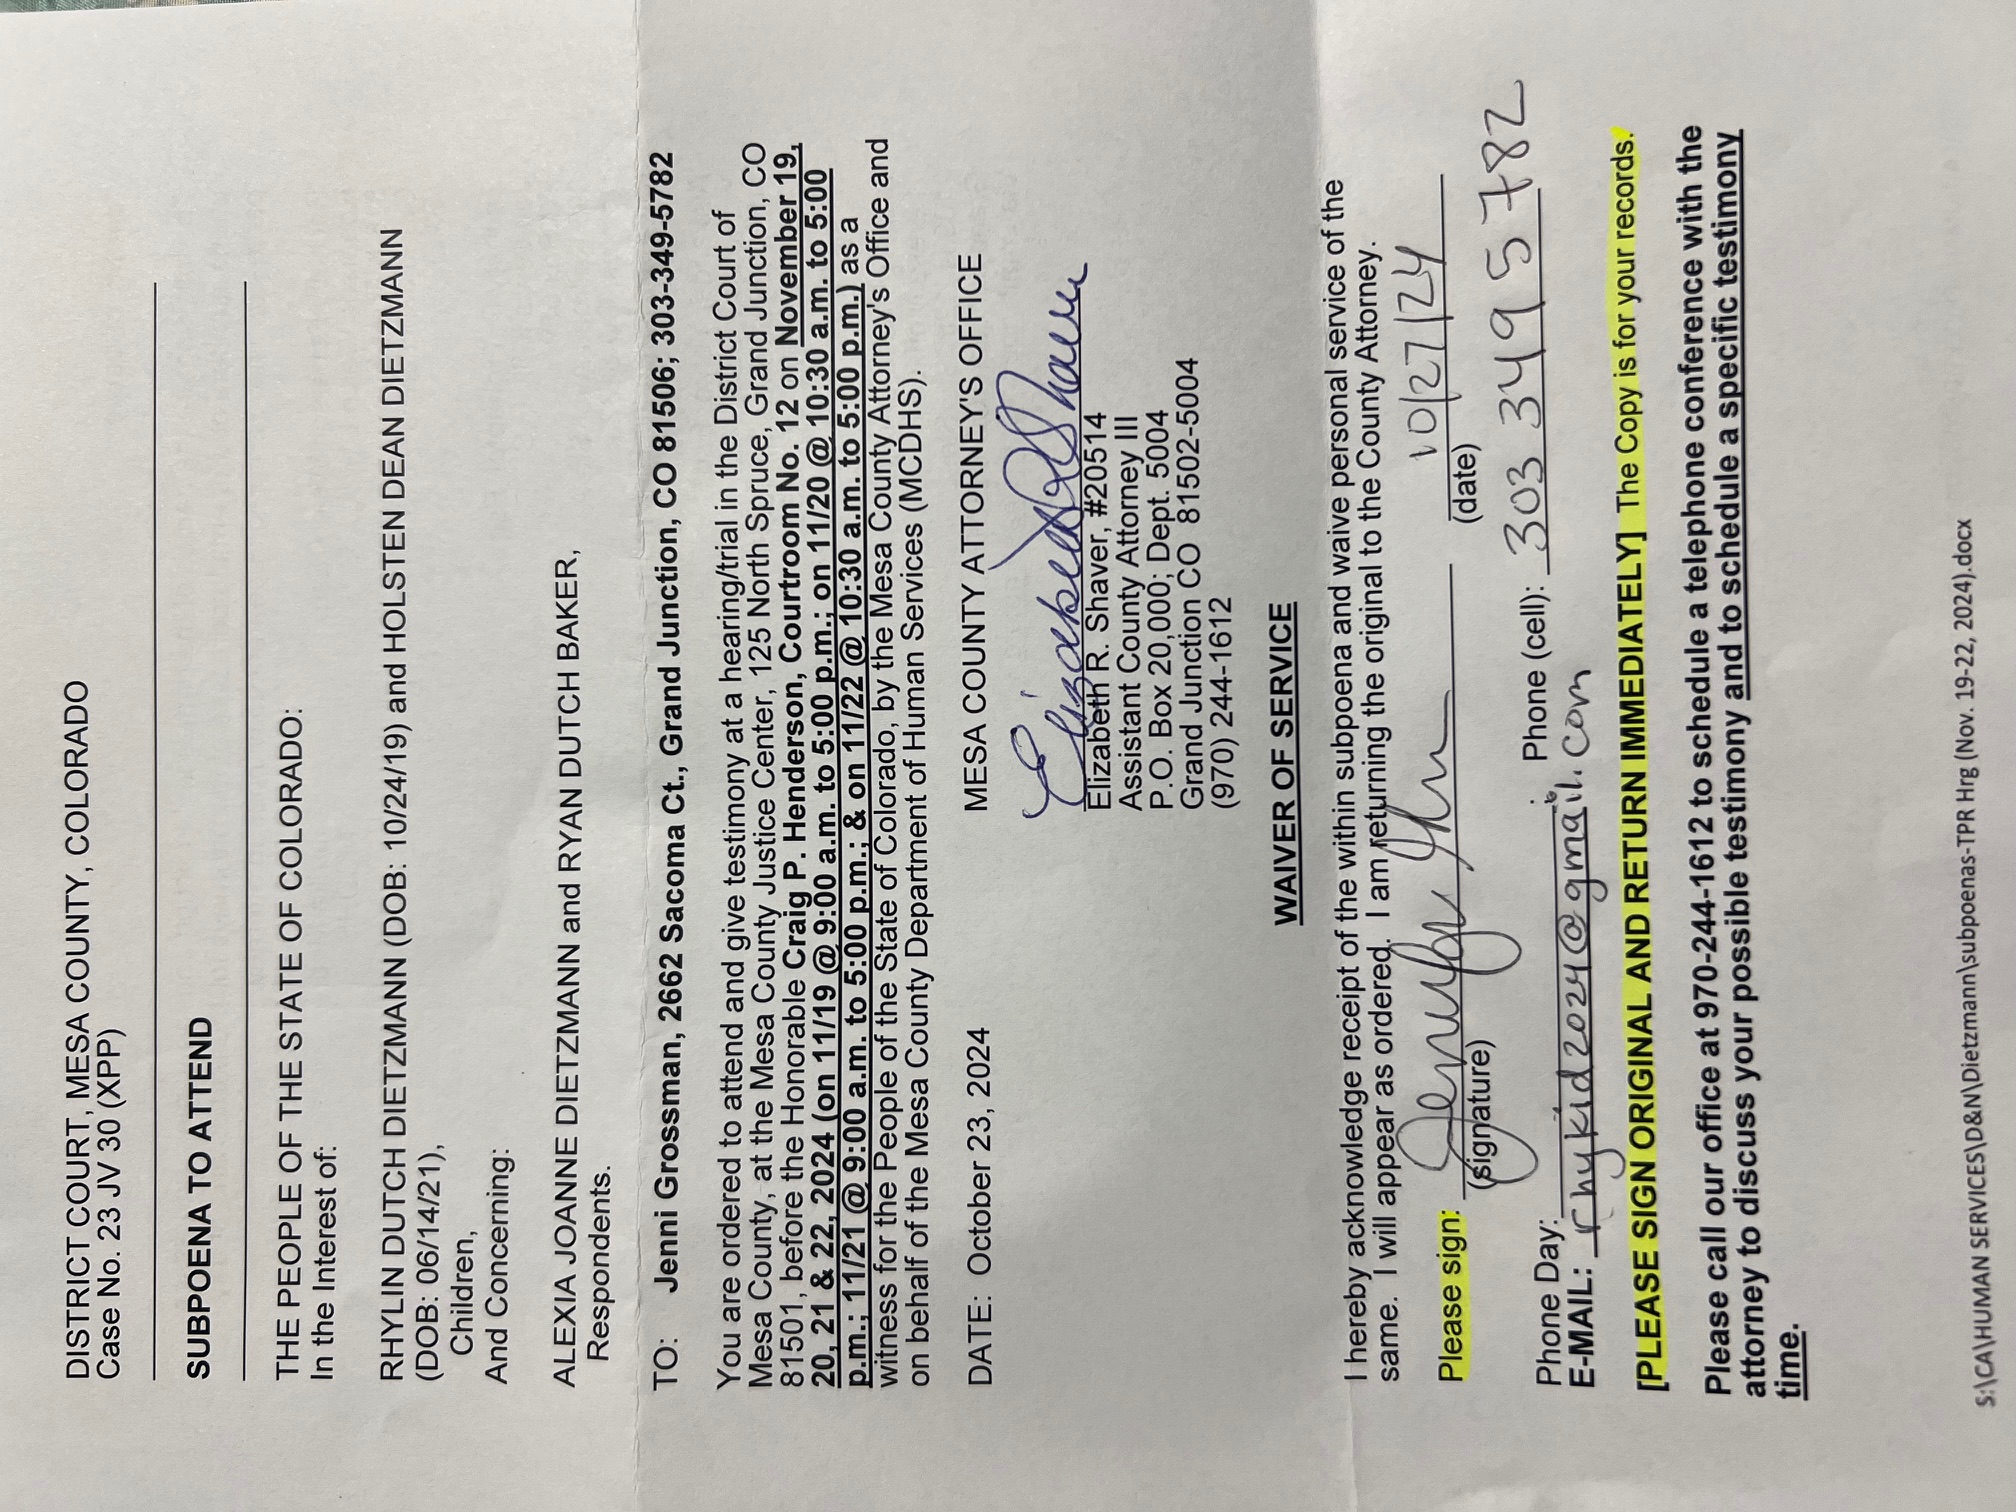 DISTRICT COURT, MESA COUNTY, COLORADO
Case No. 23 JV 30 (XPP)
SUBPOENA TO ATTEND
THE PEOPLE OF THE STATE OF COLORADO:
In the Interest of:
RHYLIN DUTCH DIETZMANN (DOB: 10/24/19) and HOLSTEN DEAN DIETZMANN
(DOB: 06/14/21),
Children,
And Concerning:
ALEXIA JOANNE DIETZMANN and RYAN DUTCH BAKER,
Respondents.
TO: Jenni Grossman, 2662 Sacoma Ct., Grand Junction, CO 81506; 303-349-5782
You are ordered to attend and give testimony at a hearing/trial in the District Court of
Mesa County, at the Mesa County Justice Center, 125 North Spruce, Grand Junction, CO
81501, before the Honorable Craig P. Henderson, Courtroom No. 12 on November 19,
20, 21 & 22, 2024 (on 11/19 @ 9:00 a.m. to 5:00 p.m.; on 11/20 @ 10:30 a.m. to 5:00
p.m.; 11/21 @ 9:00 a.m. to 5:00 p.m.; & on 11/22 @ 10:30 a.m. to 5:00 p.m.) as a
witness for the People of the State of Colorado, by the Mesa County Attorney's Office and
on behalf of the Mesa County Department of Human Services (MCDHS).
DATE: October 23, 2024 MESA COUNTY ATTORNEY'S OFFICE
Elizabeth R Shaver
Elizabeth R. Shaver, #20514
Assistant County Attorney III
P.O. Box 20,000; Dept. 5004
Grand Junction CO 81502-5004
(970) 244-1612
WAIVER OF SERVICE
I hereby acknowledge receipt of the within subpoena and waive personal service of the
same. I will appear as ordered. I am returning the original to the County Attorney.
Please sign: 10/27/24
(signature) (date)
Phone Day: Phone (cell): 303 349 5782
E-MAIL: rhykid2024@gmail.com
[PLEASE SIGN ORIGINAL AND RETURN IMMEDIATELY] The Copy is for your records.
Please call our office at 970-244-1612 to schedule a telephone conference with the
attorney to discuss your possible testimony and to schedule a specific testimony
time.
S:\CA\HUMAN SERVICES\D&N\Dietzmann\subpoenas-TPR Hrg (Nov. 19-22, 2024).docx